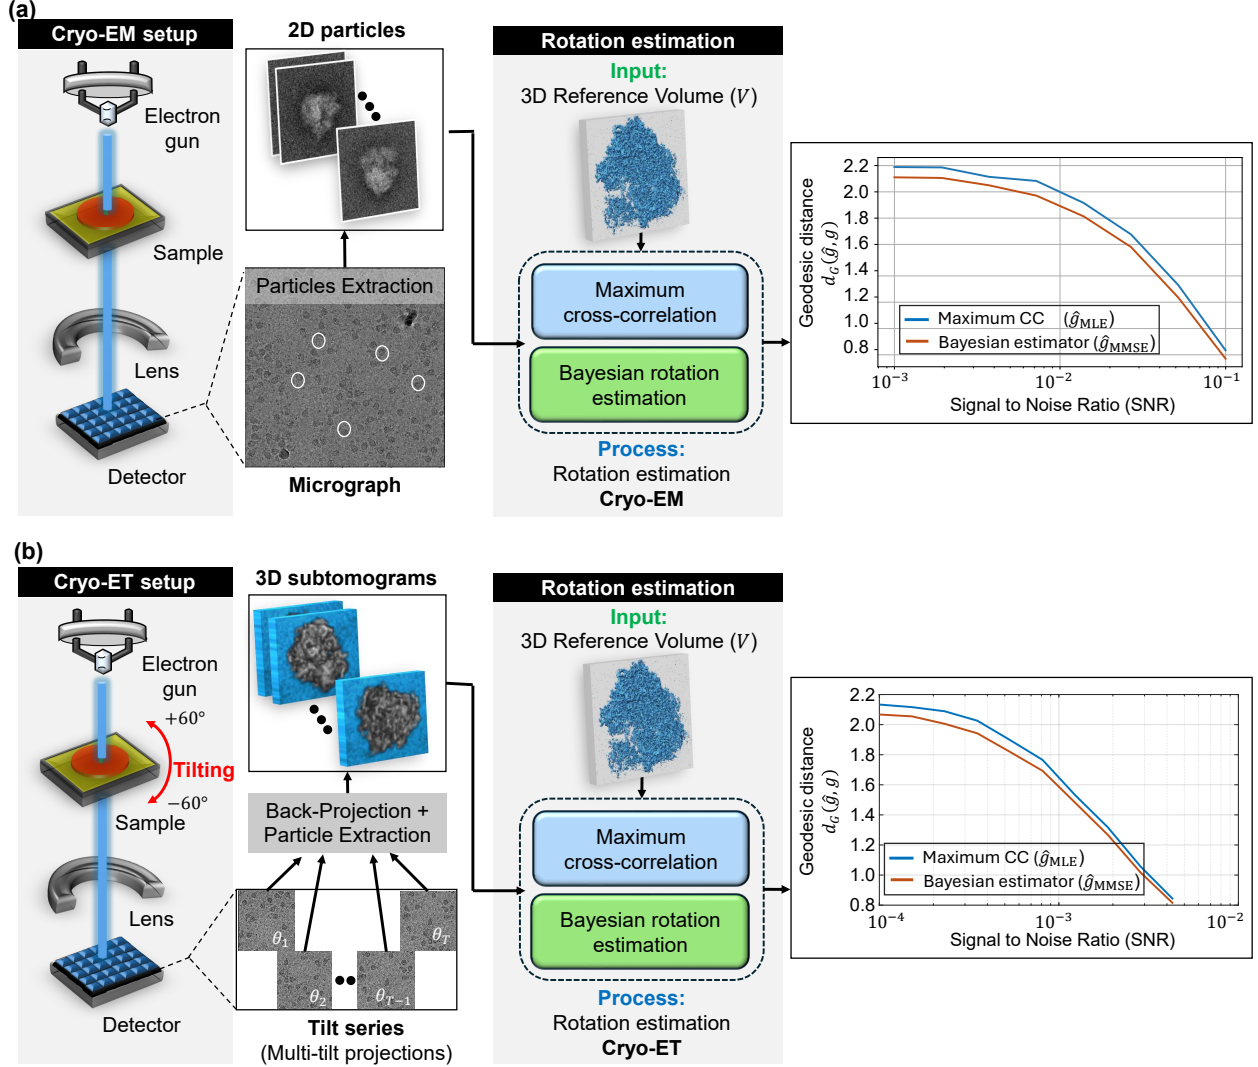 (a)
Cryo-EM setup
Electron
gun
Sample
Lens
Detector
2D particles
Particles Extraction
Micrograph
Rotation estimation
Input:
3D Reference Volume (V)
Maximum
cross-correlation
Bayesian rotation
estimation
Process:
Rotation estimation
Cryo-EM
Geodesic distance
d_G(ĝ, g)
2.2
2.0
1.8
1.6
1.4
1.2
1.0
0.8
Maximum CC (ĝ_MLE)
Bayesian estimator (ĝ_MMSE)
10⁻³
10⁻²
10⁻¹
Signal to Noise Ratio (SNR)
(b)
Cryo-ET setup
Electron
gun
+60°
Tilting
−60°
Sample
Lens
Detector
3D subtomograms
Back-Projection +
Particle Extraction
θ₁
θ_T
θ₂
θ_{T−1}
Tilt series
(Multi-tilt projections)
Rotation estimation
Input:
3D Reference Volume (V)
Maximum
cross-correlation
Bayesian rotation
estimation
Process:
Rotation estimation
Cryo-ET
Geodesic distance
d_G(ĝ, g)
2.2
2.0
1.8
1.6
1.4
1.2
1.0
0.8
Maximum CC (ĝ_MLE)
Bayesian estimator (ĝ_MMSE)
10⁻⁴
10⁻³
10⁻²
Signal to Noise Ratio (SNR)